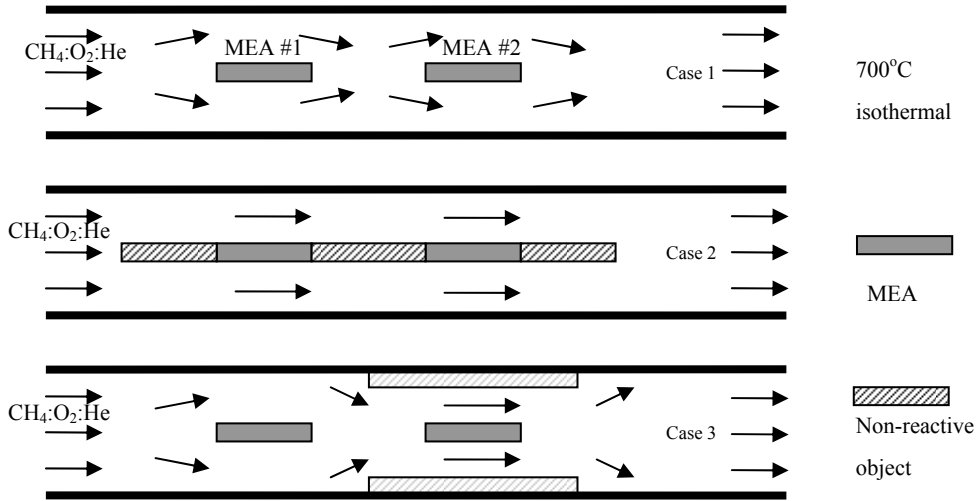 CH₄:O₂:He
MEA #1
MEA #2
Case 1
700°C
isothermal
CH₄:O₂:He
Case 2
MEA
CH₄:O₂:He
Case 3
Non-reactive
object